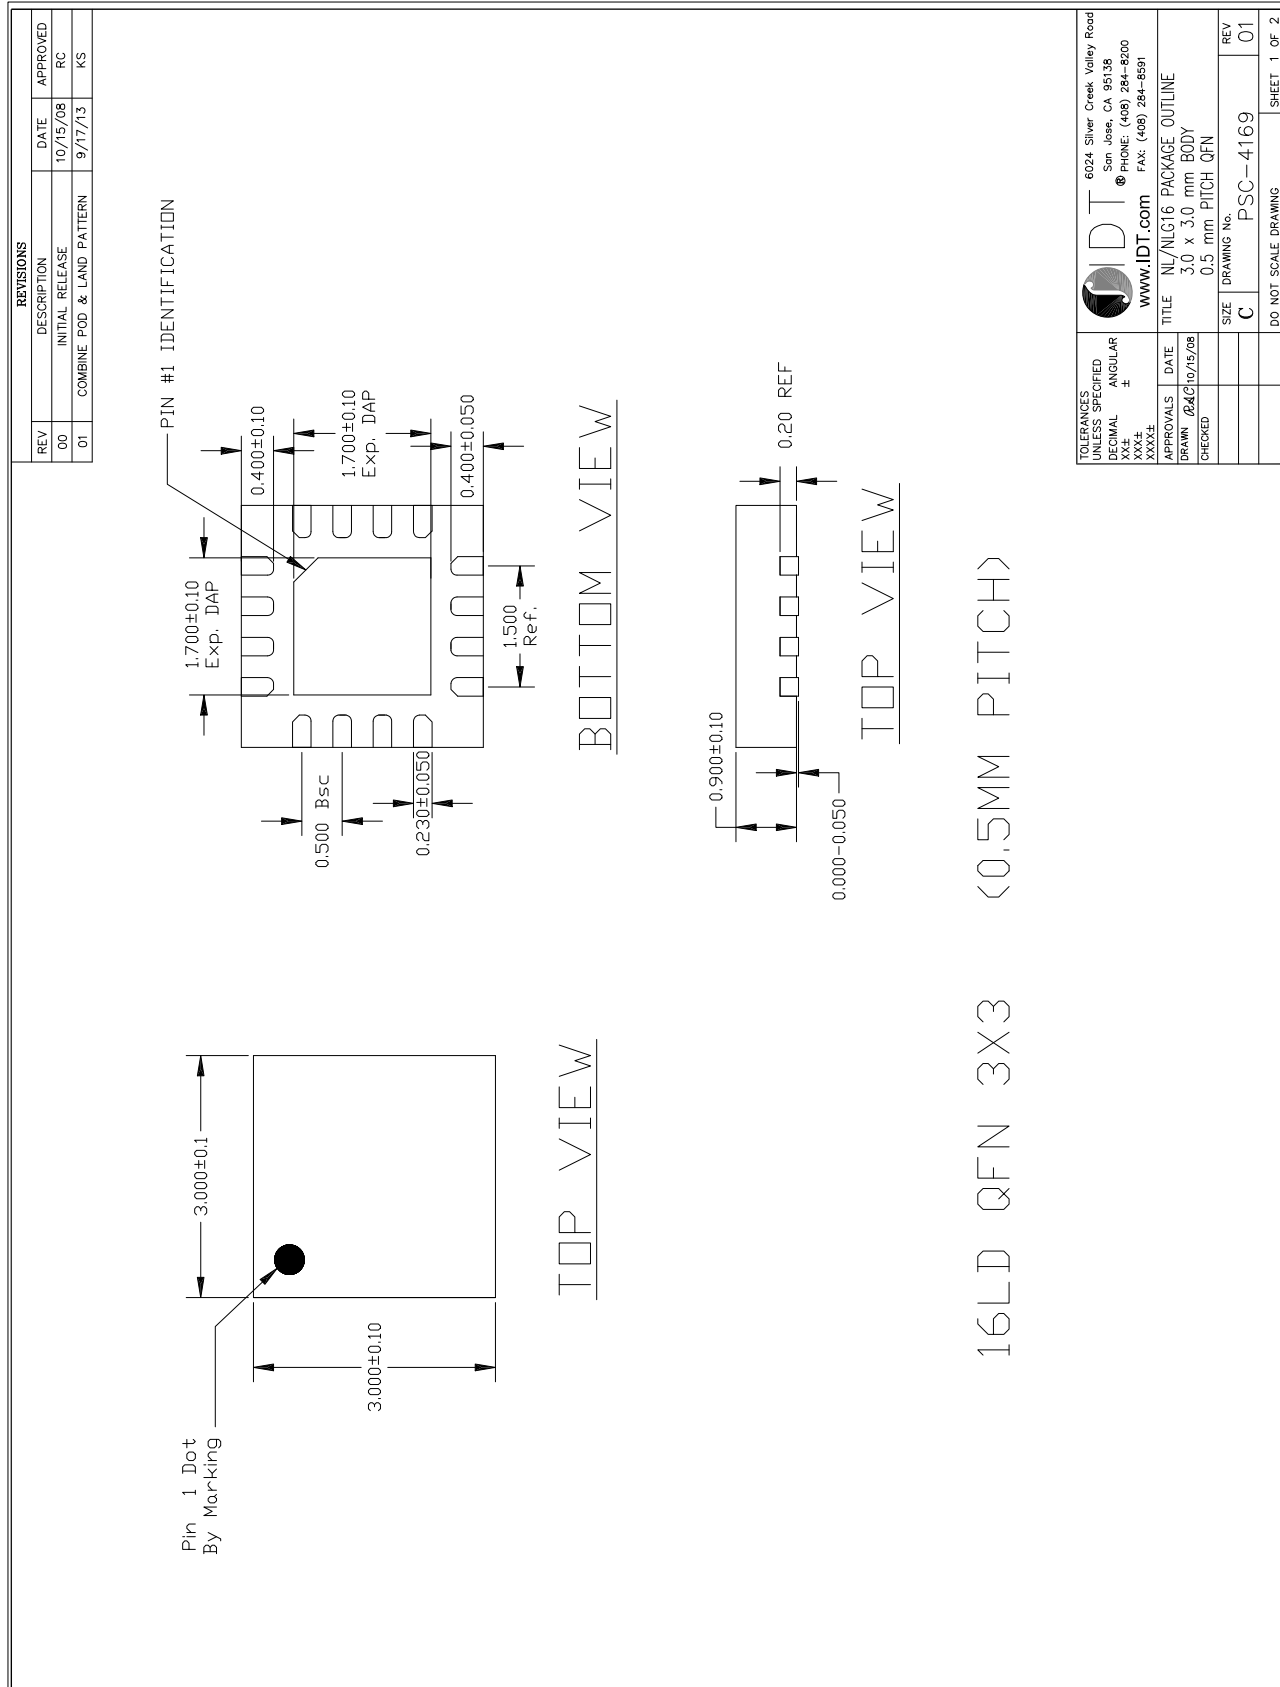 REVISIONS
REV DESCRIPTION DATE APPROVED
00 INITIAL RELEASE 10/15/08 RC
01 COMBINE POD & LAND PATTERN 9/17/13 KS
Pin 1 Dot
By Marking
3.000±0.1
3.000±0.10
TOP VIEW
PIN #1 IDENTIFICATION
1.700±0.10
Exp. DAP
0.400±0.10
1.700±0.10
Exp. DAP
0.400±0.050
0.500 Bsc
0.230±0.050
1.500
Ref.
BOTTOM VIEW
0.900±0.10
0.20 REF
0.000-0.050
TOP VIEW
16LD QFN 3X3 (0.5MM PITCH)
TOLERANCES
UNLESS SPECIFIED
DECIMAL ANGULAR
XX± ±
XXX±
XXXX±
APPROVALS DATE
DRAWN RAC 10/15/08
CHECKED
IDT ®
www.IDT.com
6024 Silver Creek Valley Road
San Jose, CA 95138
PHONE: (408) 284-8200
FAX: (408) 284-8591
TITLE NL/NLG16 PACKAGE OUTLINE
3.0 x 3.0 mm BODY
0.5 mm PITCH QFN
SIZE DRAWING No. REV
C PSC-4169 01
DO NOT SCALE DRAWING SHEET 1 OF 2